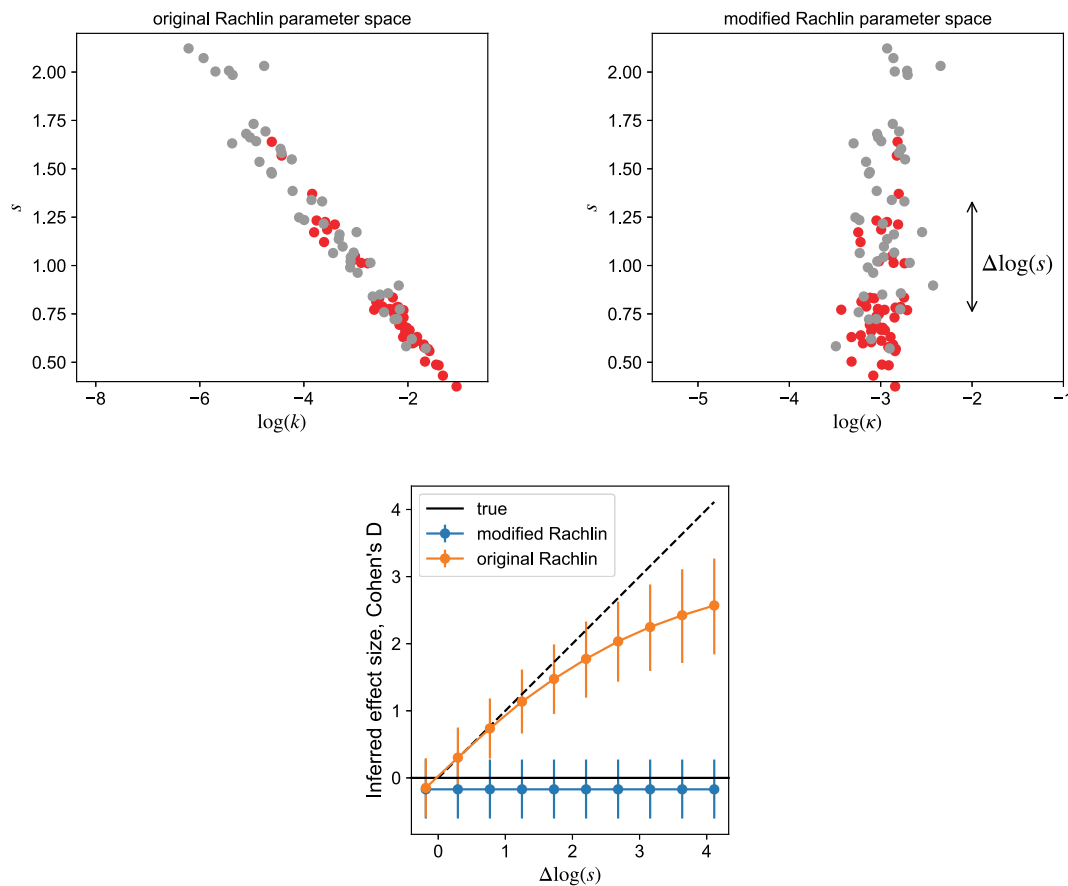 original Rachlin parameter space
modified Rachlin parameter space
2.00
1.75
1.50
1.25
1.00
0.75
0.50
s
−8
−6
−4
−2
log(k)
2.00
1.75
1.50
1.25
1.00
0.75
0.50
s
Δlog(s)
−5
−4
−3
−2
−1
log(κ)
4
3
2
1
0
Inferred effect size, Cohen's D
true
modified Rachlin
original Rachlin
0
1
2
3
4
Δlog(s)